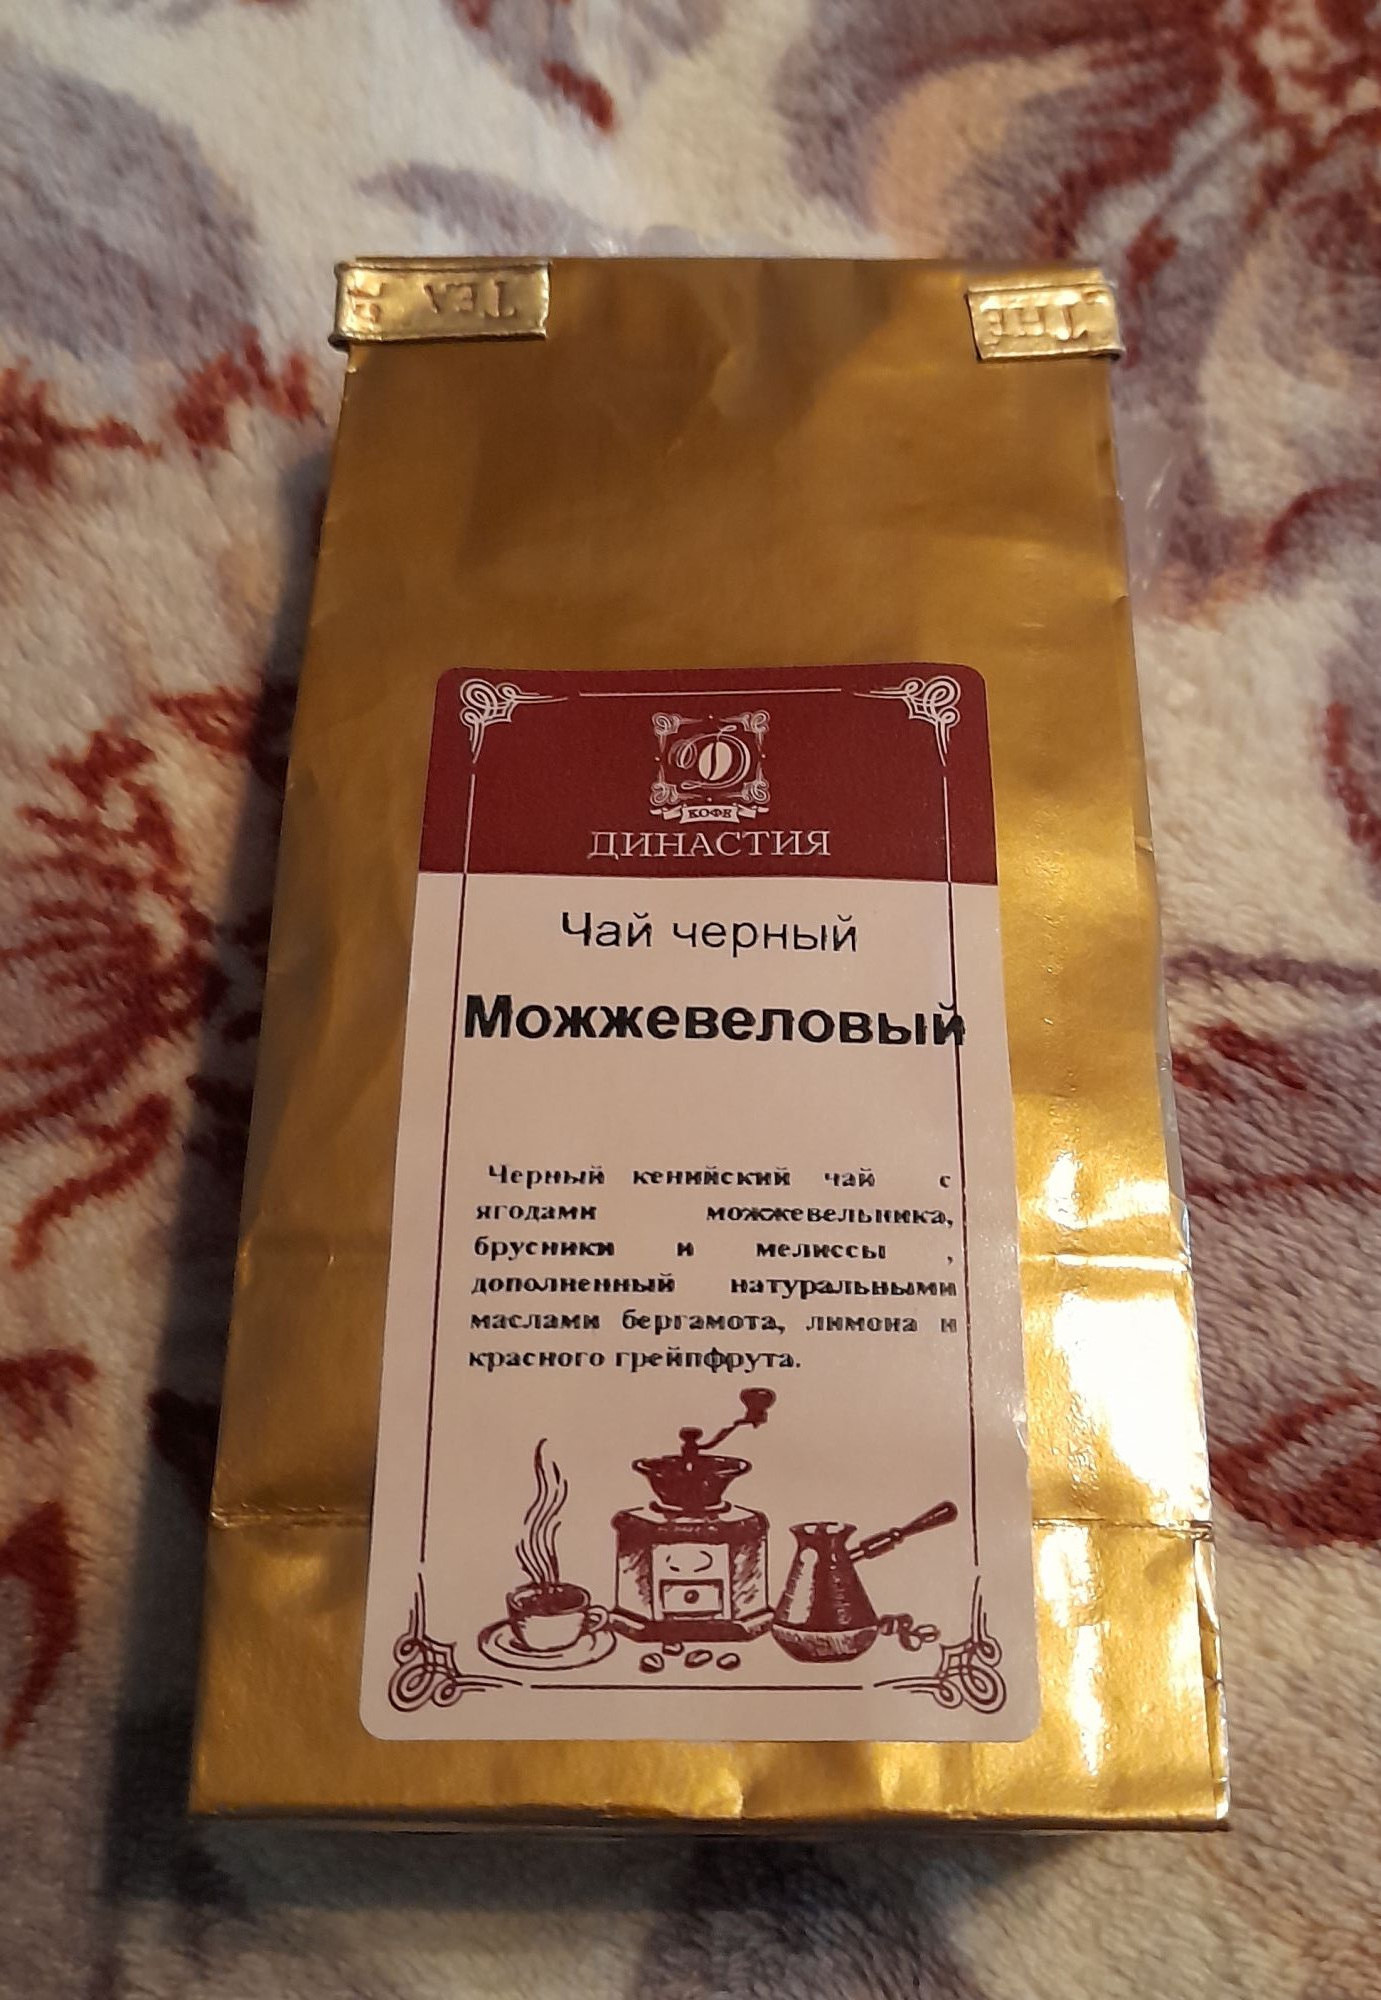 TEA
THE
КОФЕ
ДИНАСТИЯ
Чай черный
Можжевеловый
Черный кенийский чай с
ягодами можжевельника,
брусники и мелиссы ,
дополненный натуральными
маслами бергамота, лимона и
красного грейпфрута.